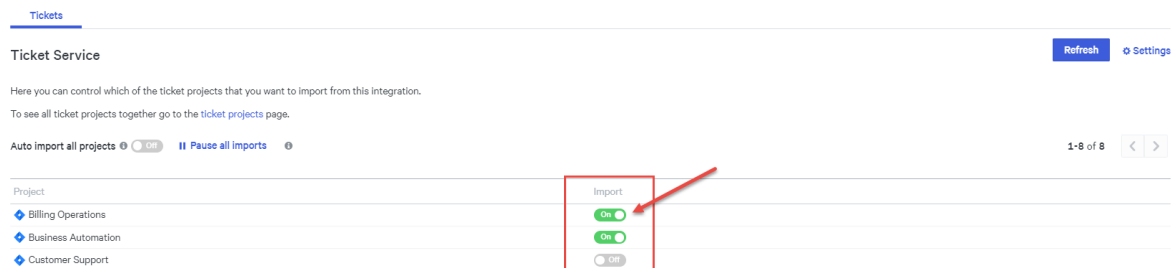 Tickets
Ticket Service
Refresh
Settings
Here you can control which of the ticket projects that you want to import from this integration.
To see all ticket projects together go to the ticket projects page.
Auto import all projects Off Pause all imports 1-8 of 8
Project Import
Billing Operations On
Business Automation On
Customer Support Off